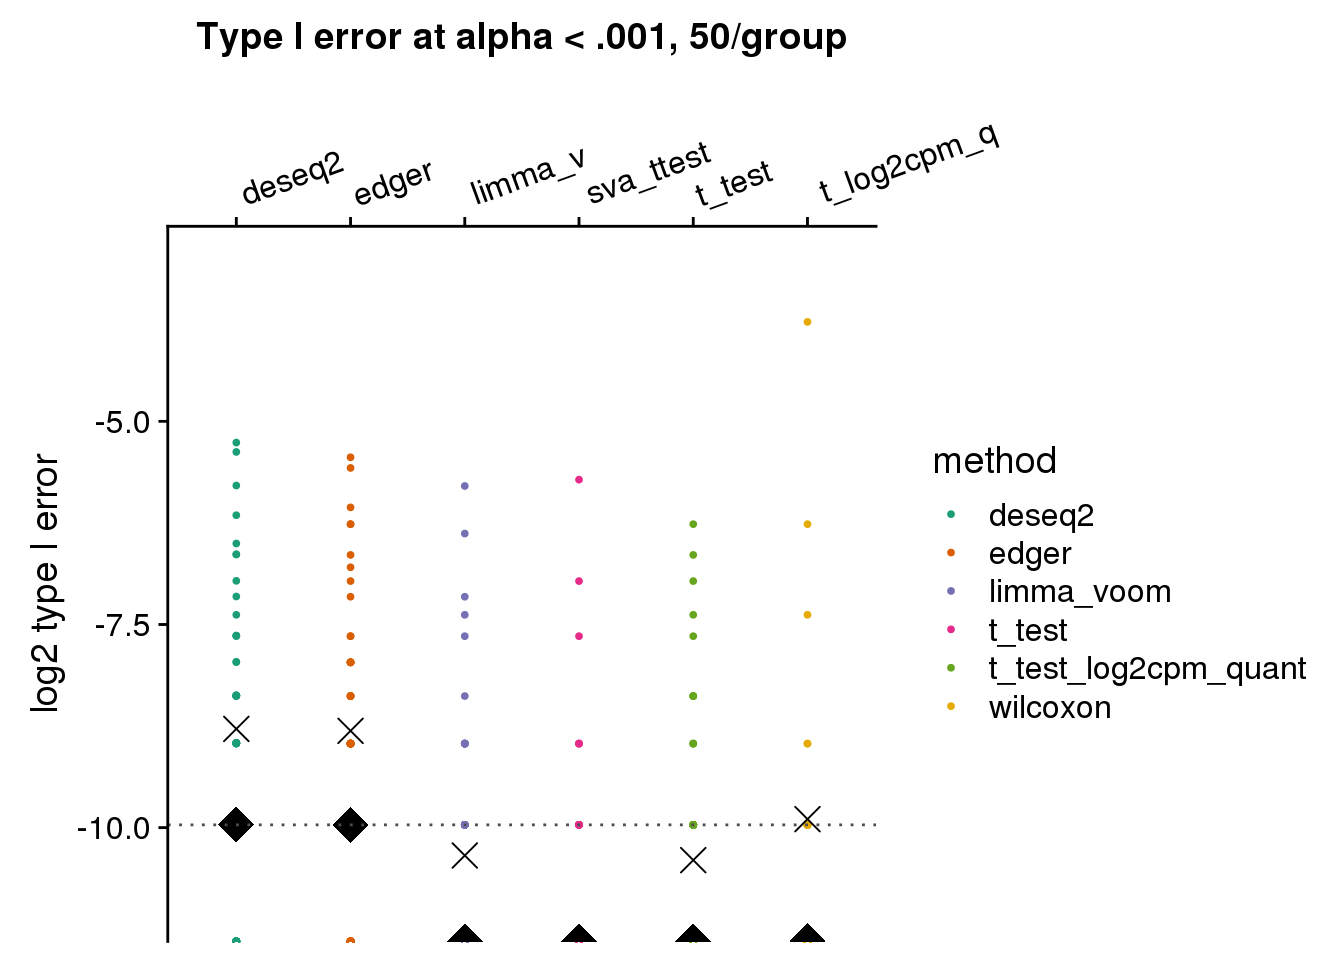 Type I error at alpha < .001, 50/group
deseq2
edger
limma_v
sva_ttest
t_test
t_log2cpm_q
-5.0
-7.5
-10.0
log2 type I error
method
deseq2
edger
limma_voom
t_test
t_test_log2cpm_quant
wilcoxon